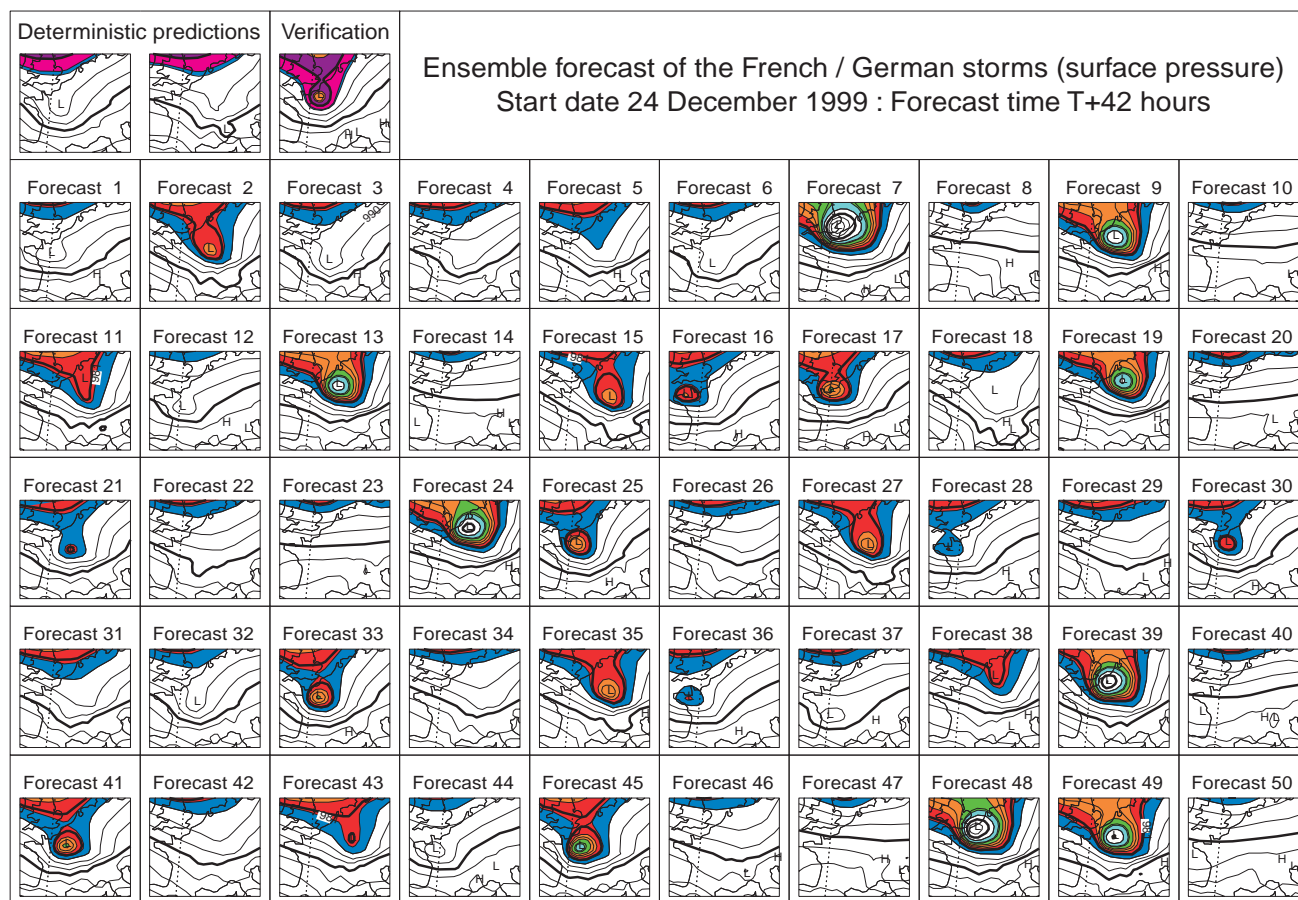 Deterministic predictions
Verification
Ensemble forecast of the French / German storms (surface pressure)
Start date 24 December 1999 : Forecast time T+42 hours
L
L
L
H L
H
Forecast 1
Forecast 2
Forecast 3
Forecast 4
Forecast 5
Forecast 6
Forecast 7
Forecast 8
Forecast 9
Forecast 10
Forecast 11
Forecast 12
Forecast 13
Forecast 14
Forecast 15
Forecast 16
Forecast 17
Forecast 18
Forecast 19
Forecast 20
Forecast 21
Forecast 22
Forecast 23
Forecast 24
Forecast 25
Forecast 26
Forecast 27
Forecast 28
Forecast 29
Forecast 30
Forecast 31
Forecast 32
Forecast 33
Forecast 34
Forecast 35
Forecast 36
Forecast 37
Forecast 38
Forecast 39
Forecast 40
Forecast 41
Forecast 42
Forecast 43
Forecast 44
Forecast 45
Forecast 46
Forecast 47
Forecast 48
Forecast 49
Forecast 50